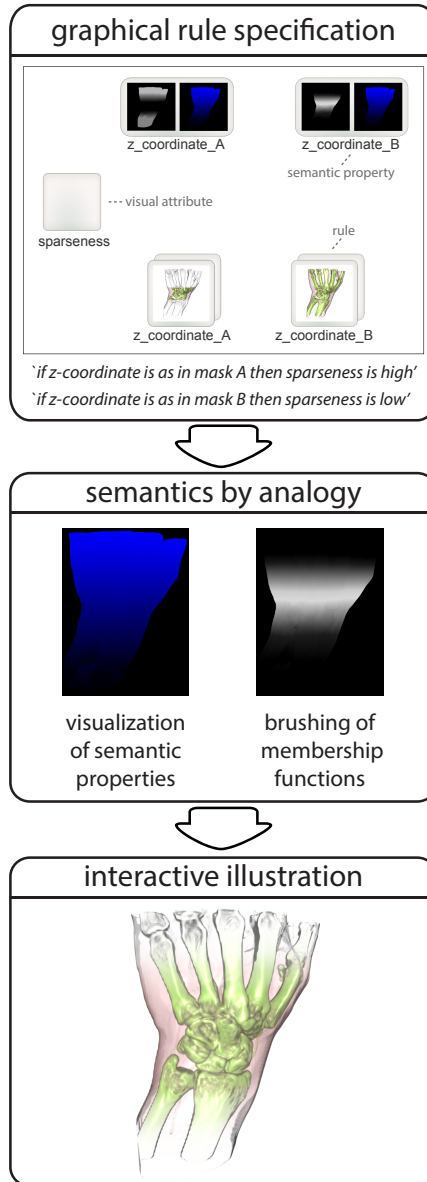 graphical rule specification
z_coordinate_A
z_coordinate_B
semantic property
visual attribute
sparseness
rule
z_coordinate_A
z_coordinate_B
`if z-coordinate is as in mask A then sparseness is high’
`if z-coordinate is as in mask B then sparseness is low’
semantics by analogy
visualization
of semantic
properties
brushing of
membership
functions
interactive illustration